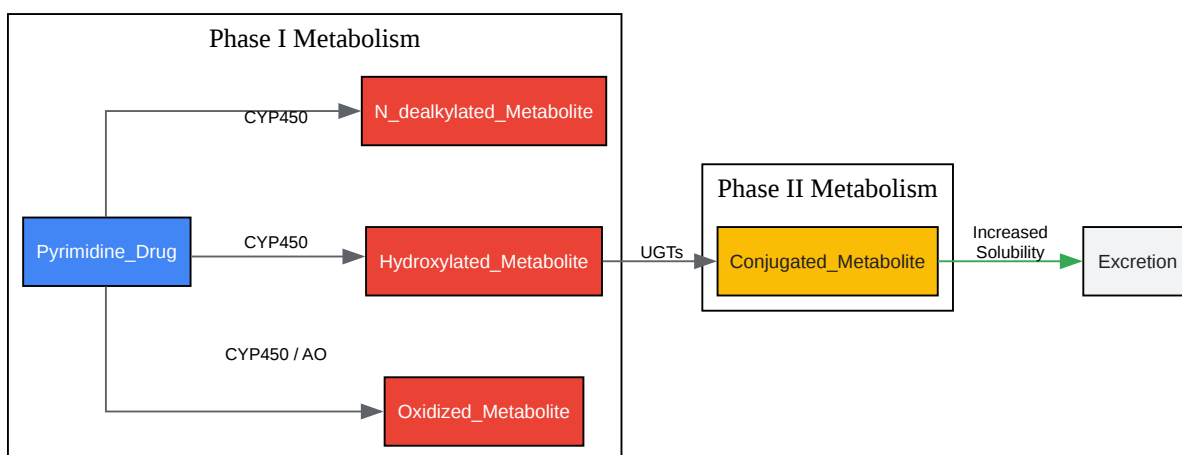 Phase I Metabolism
N_dealkylated_Metabolite
CYP450
Phase II Metabolism
Pyrimidine_Drug
CYP450
Hydroxylated_Metabolite
UGTs
Conjugated_Metabolite
Increased
Solubility
Excretion
CYP450 / AO
Oxidized_Metabolite